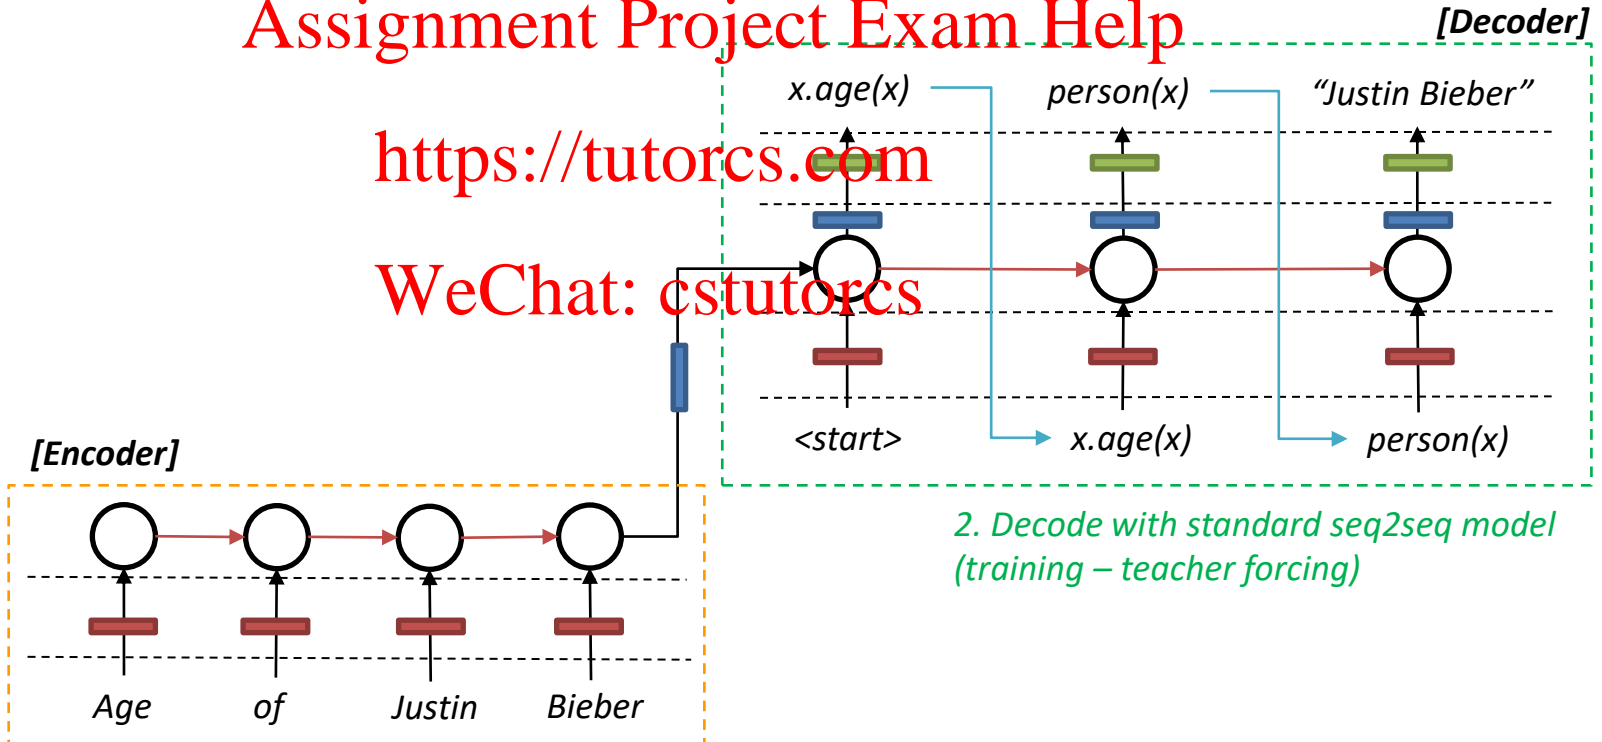 Assignment Project Exam Help
[Decoder]
x.age(x)
person(x)
“Justin Bieber”
https://tutorcs.com
WeChat: cstutorcs
<start>
x.age(x)
person(x)
[Encoder]
2. Decode with standard seq2seq model
(training – teacher forcing)
Age of Justin Bieber